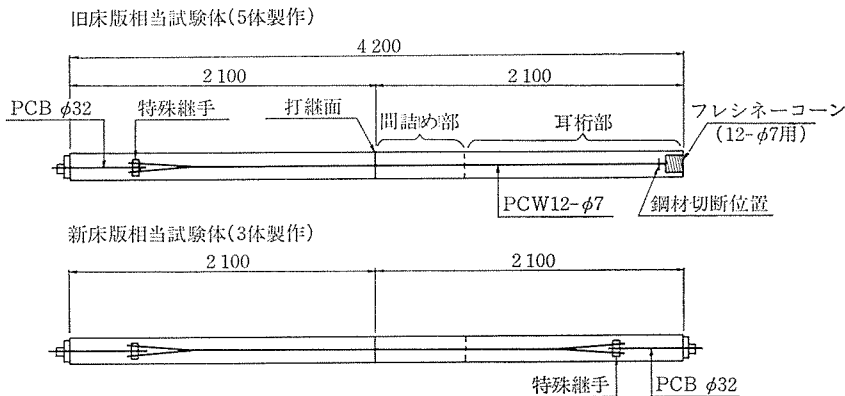 旧床版相当試験体(5体製作)
4 200
2 100
2 100
PCB φ32
特殊継手
打継面
間詰め部
耳桁部
フレシネーコーン
(12-φ7用)
PCW12-φ7
鋼材切断位置
新床版相当試験体(3体製作)
2 100
2 100
特殊継手
PCB φ32